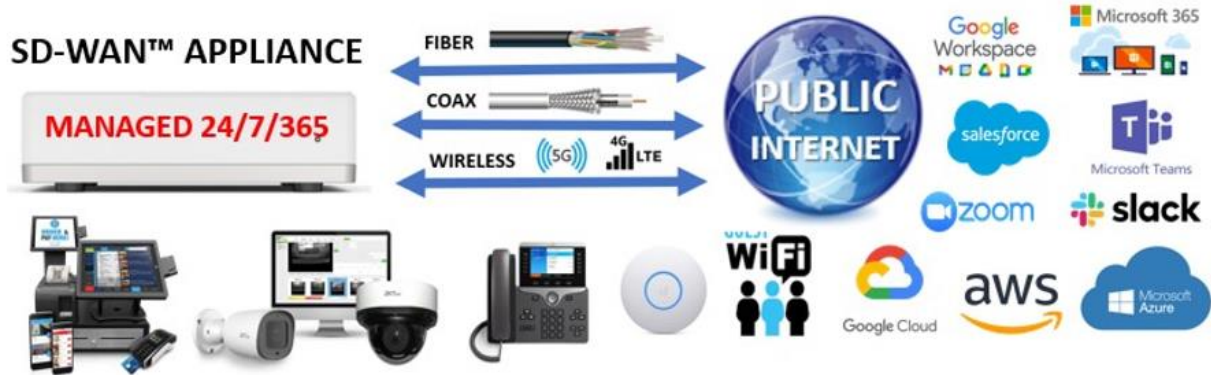 SD-WAN™ APPLIANCE
MANAGED 24/7/365
FIBER
COAX
WIRELESS
5G
4G
LTE
PUBLIC
INTERNET
Google
Workspace
Microsoft 365
salesforce
T
Microsoft Teams
zoom
slack
GUEST
WiFi
Google Cloud
aws
Microsoft
Azure